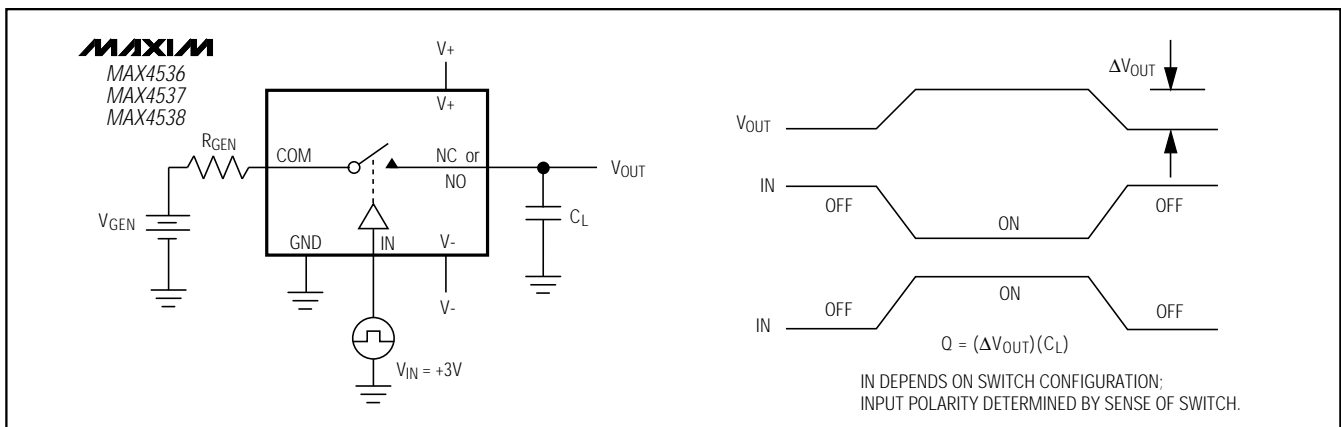 MAXIM
MAX4536
MAX4537
MAX4538
V+
V+
RGEN
COM
NC or
NO
VOUT
VGEN
CL
GND
IN
V-
V-
VIN = +3V
ΔVOUT
VOUT
IN
OFF
ON
OFF
IN
OFF
ON
OFF
Q = (ΔVOUT)(CL)
IN DEPENDS ON SWITCH CONFIGURATION;
INPUT POLARITY DETERMINED BY SENSE OF SWITCH.